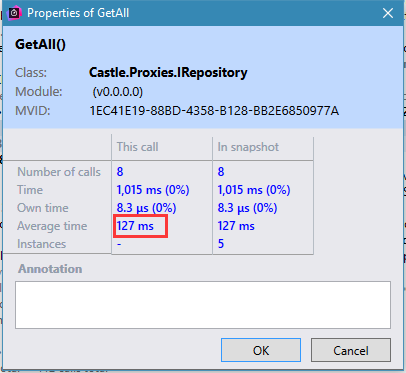 Properties of GetAll
GetAll()
Class: Castle.Proxies.IRepository
Module: (v0.0.0.0)
MVID: 1EC41E19-88BD-4358-B128-BB2E6850977A
This call In snapshot
Number of calls 8 8
Time 1,015 ms (0%) 1,015 ms (0%)
Own time 8.3 µs (0%) 8.3 µs (0%)
Average time 127 ms 127 ms
Instances - 5
Annotation
OK Cancel